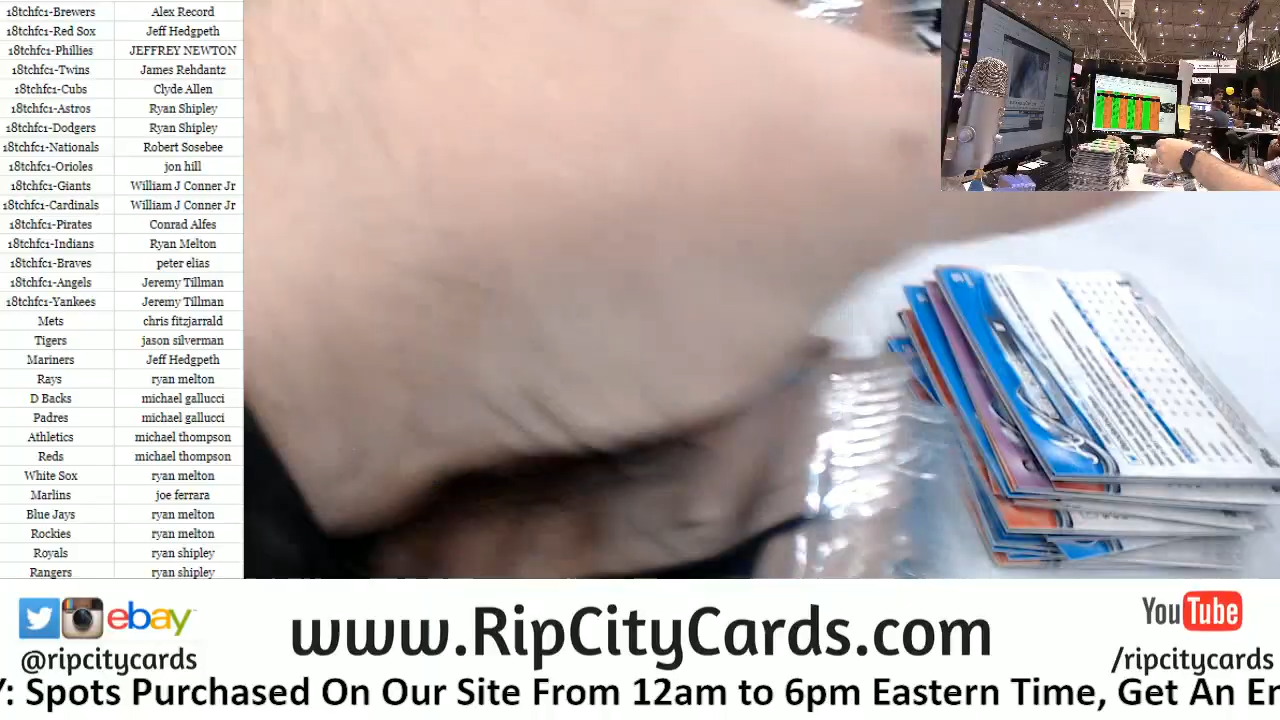 18tchfc1-Brewers Alex Record
18tchfc1-Red Sox Jeff Hedgpeth
18tchfc1-Phillies JEFFREY NEWTON
18tchfc1-Twins James Rehdantz
18tchfc1-Cubs Clyde Allen
18tchfc1-Astros Ryan Shipley
18tchfc1-Dodgers Ryan Shipley
18tchfc1-Nationals Robert Sosebee
18tchfc1-Orioles jon hill
18tchfc1-Giants William J Conner Jr
18tchfc1-Cardinals William J Conner Jr
18tchfc1-Pirates Conrad Alfes
18tchfc1-Indians Ryan Melton
18tchfc1-Braves peter elias
18tchfc1-Angels Jeremy Tillman
18tchfc1-Yankees Jeremy Tillman
Mets chris fitzjarrald
Tigers jason silverman
Mariners Jeff Hedgpeth
Rays ryan melton
D Backs michael gallucci
Padres michael gallucci
Athletics michael thompson
Reds michael thompson
White Sox ryan melton
Marlins joe ferrara
Blue Jays ryan melton
Rockies ryan melton
Royals ryan shipley
Rangers ryan shipley
ebay
@ripcitycards
www.RipCityCards.com
YouTube
/ripcitycards
Y: Spots Purchased On Our Site From 12am to 6pm Eastern Time, Get An